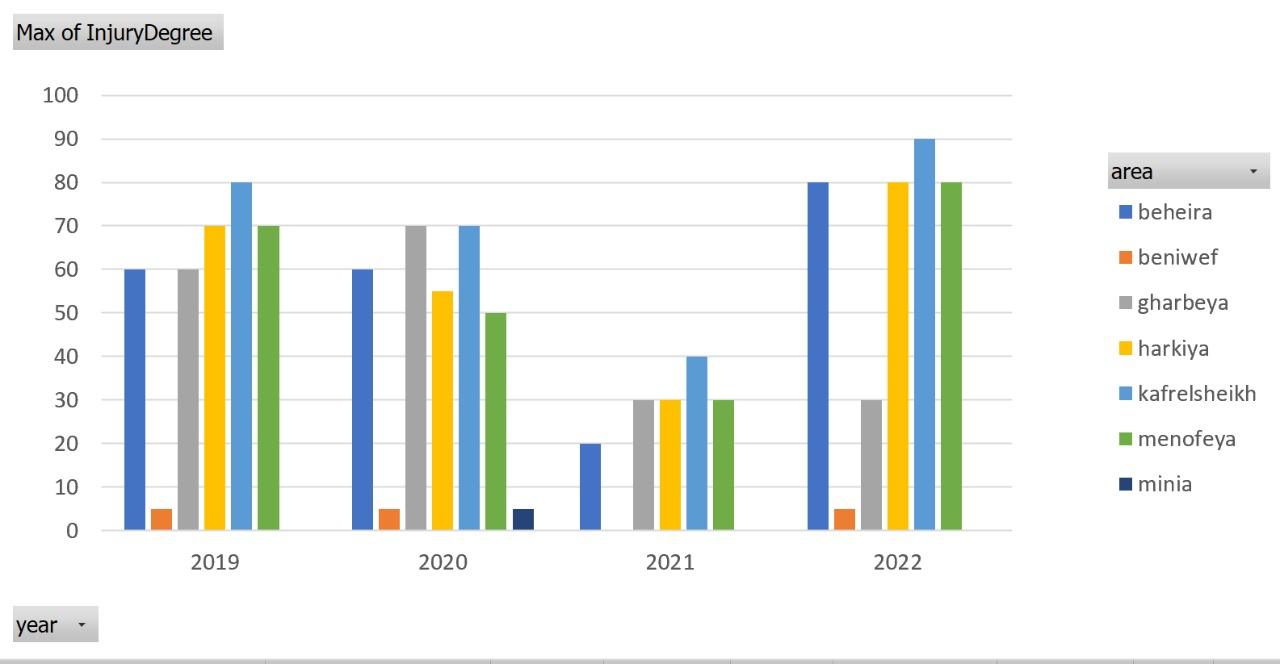 Max of InjuryDegree
100
90
80
70
60
50
40
30
20
10
0
2019 2020 2021 2022
area
beheira
beniwef
gharbeya
harkiya
kafrelsheikh
menofeya
minia
year